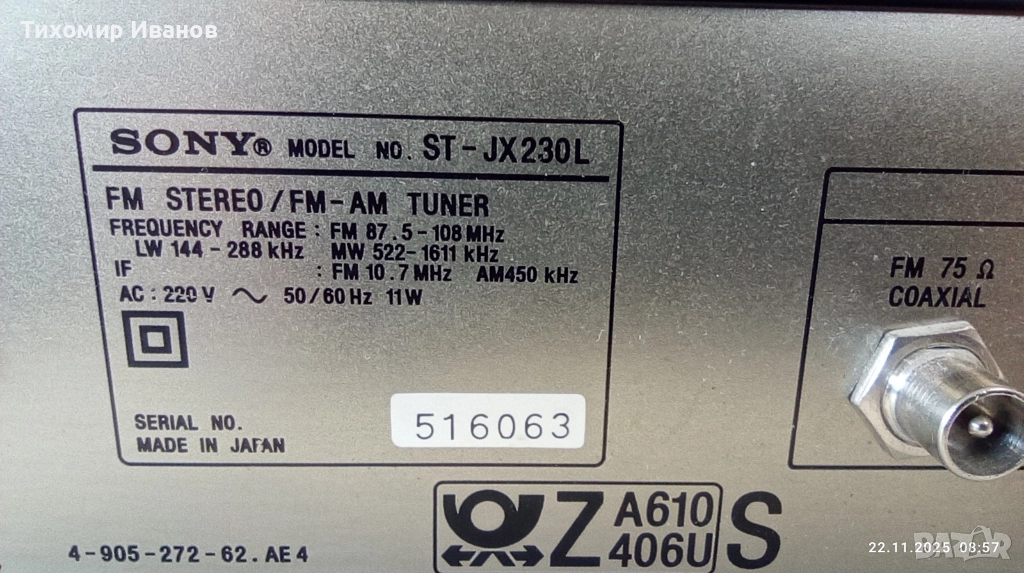 Тихомир Иванов
SONY® MODEL NO. ST-JX230L
FM STEREO/FM-AM TUNER
FREQUENCY RANGE : FM 87.5-108 MHz
LW 144-288 kHz MW 522-1611 kHz
IF : FM 10.7 MHz AM450 kHz
AC : 220 V ~ 50/60 Hz 11W
SERIAL NO. 516063
MADE IN JAPAN
FM 75 Ω
COAXIAL
Z A610 S
406U
4-905-272-62.AE4
22.11.2025 08:57
BAZAR